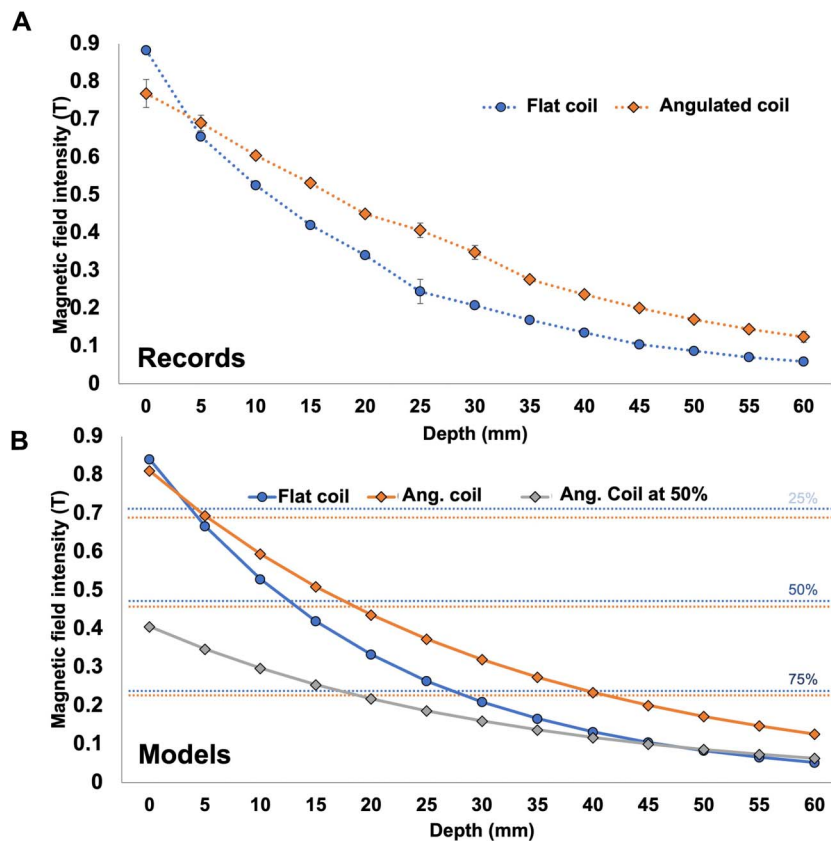 A
0.9
0.8
0.7
0.6
0.5
0.4
0.3
0.2
0.1
0
Magnetic field intensity (T)
Flat coil Angulated coil
Records
0 5 10 15 20 25 30 35 40 45 50 55 60
Depth (mm)
B
0.9
0.8
0.7
0.6
0.5
0.4
0.3
0.2
0.1
0
Magnetic field intensity (T)
Flat coil Ang. coil Ang. Coil at 50%
25%
50%
75%
Models
0 5 10 15 20 25 30 35 40 45 50 55 60
Depth (mm)